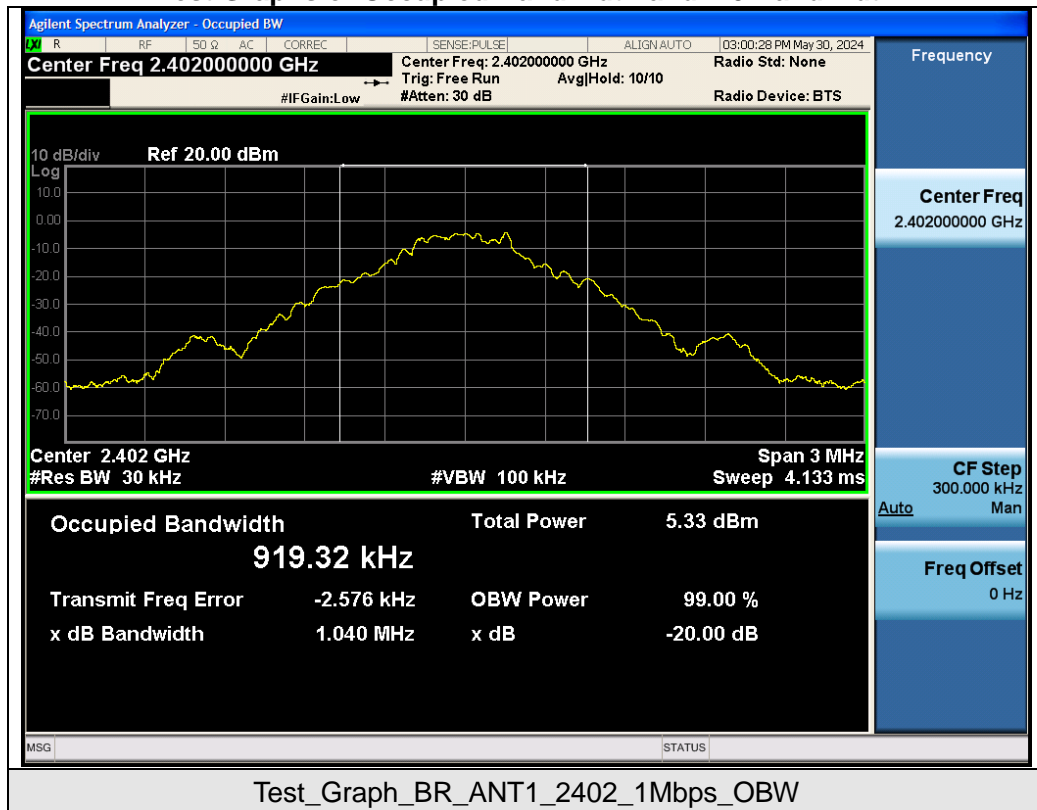 Agilent Spectrum Analyzer - Occupied BW
LXI R RF 50 Ω AC CORREC SENSE:PULSE ALIGN AUTO 03:00:28 PM May 30, 2024
Center Freq 2.402000000 GHz
Center Freq: 2.402000000 GHz Radio Std: None
Trig: Free Run Avg|Hold: 10/10
#IFGain:Low #Atten: 30 dB Radio Device: BTS
Frequency
10 dB/div Ref 20.00 dBm
Log
10.0
0.00
-10.0
-20.0
-30.0
-40.0
-50.0
-60.0
-70.0
Center 2.402 GHz Span 3 MHz
#Res BW 30 kHz #VBW 100 kHz Sweep 4.133 ms
Center Freq
2.402000000 GHz
CF Step
300.000 kHz
Auto Man
Freq Offset
0 Hz
Occupied Bandwidth Total Power 5.33 dBm
919.32 kHz
Transmit Freq Error -2.576 kHz OBW Power 99.00 %
x dB Bandwidth 1.040 MHz x dB -20.00 dB
MSG STATUS
Test_Graph_BR_ANT1_2402_1Mbps_OBW